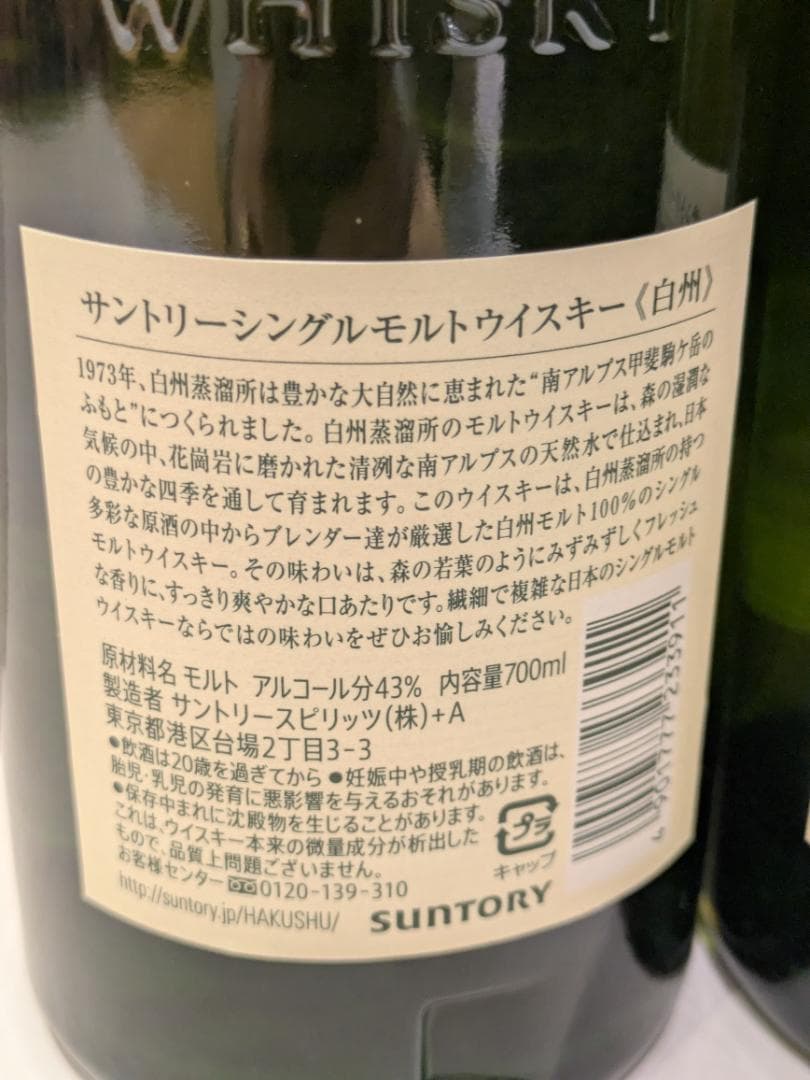 WHISKY
サントリーシングルモルトウイスキー《白州》
1973年、白州蒸溜所は豊かな大自然に恵まれた“南アルプス甲斐駒ケ岳の
ふもと”につくられました。白州蒸溜所のモルトウイスキーは、森の湿潤な
気候の中、花崗岩に磨かれた清冽な南アルプスの天然水で仕込まれ、日本
の豊かな四季を通して育まれます。このウイスキーは、白州蒸溜所の持つ
多彩な原酒の中からブレンダー達が厳選した白州モルト100%のシングル
モルトウイスキー。その味わいは、森の若葉のようにみずみずしくフレッシュ
な香りに、すっきり爽やかな口あたりです。繊細で複雑な日本のシングルモルト
ウイスキーならではの味わいをぜひお愉しみください。
原材料名 モルト アルコール分43% 内容量700ml
製造者 サントリースピリッツ(株)+A
東京都港区台場2丁目3-3
●飲酒は20歳を過ぎてから ●妊娠中や授乳期の飲酒は、
胎児・乳児の発育に悪影響を与えるおそれがあります。
●保存中まれに沈殿物を生じることがあります。
これは、ウイスキー本来の微量成分が析出した
もので、品質上問題ございません。
お客様センター 0120-139-310
http://suntory.jp/HAKUSHU/
SUNTORY
プラ
キャップ
4 901777 233911